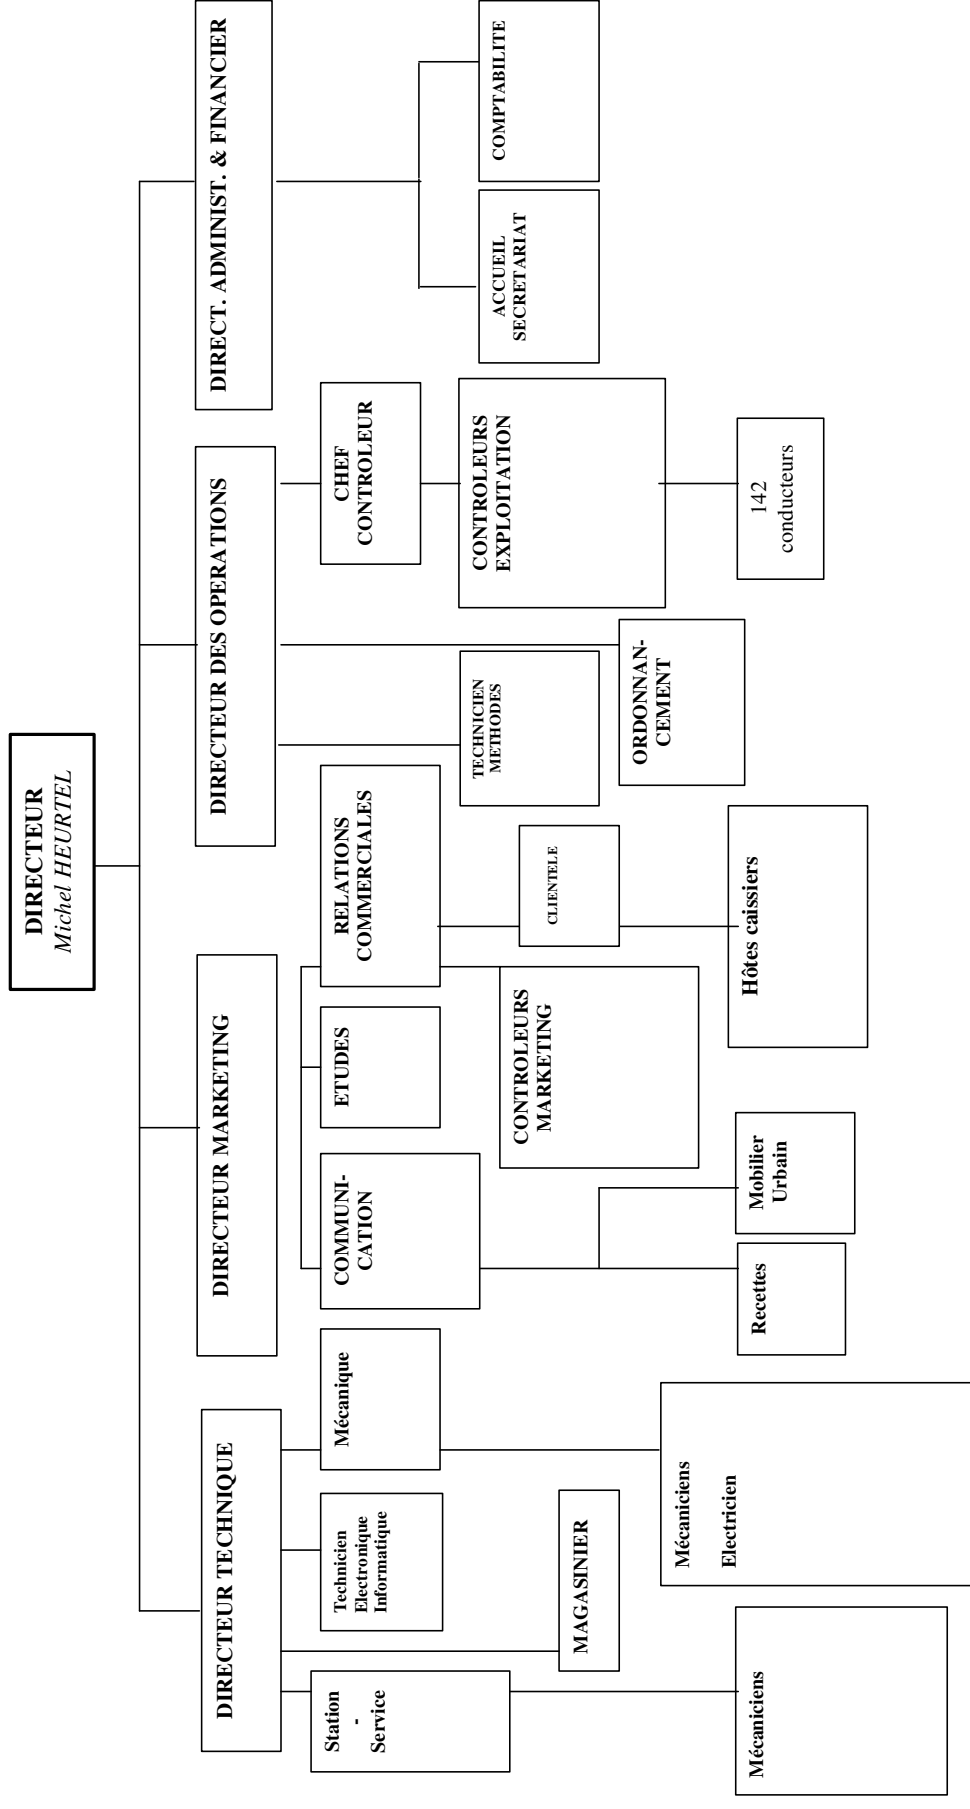 DIRECTEUR
Michel HEURTEL
DIRECTEUR TECHNIQUE
DIRECTEUR MARKETING
DIRECTEUR DES OPERATIONS
DIRECT. ADMINIST. & FINANCIER
Station
-
Service
Technicien
Electronique
Informatique
Mécanique
COMMUNI-
CATION
ETUDES
RELATIONS
COMMERCIALES
CHEF
CONTROLEUR
TECHNICIEN
METHODES
CONTROLEURS
EXPLOITATION
ACCUEIL
SECRETARIAT
COMPTABILITE
CONTROLEURS
MARKETING
CLIENTELE
MAGASINIER
ORDONNAN-
CEMENT
Mécaniciens
Mécaniciens
Electricien
Recettes
Mobilier
Urbain
Hôtes caissiers
142
conducteurs